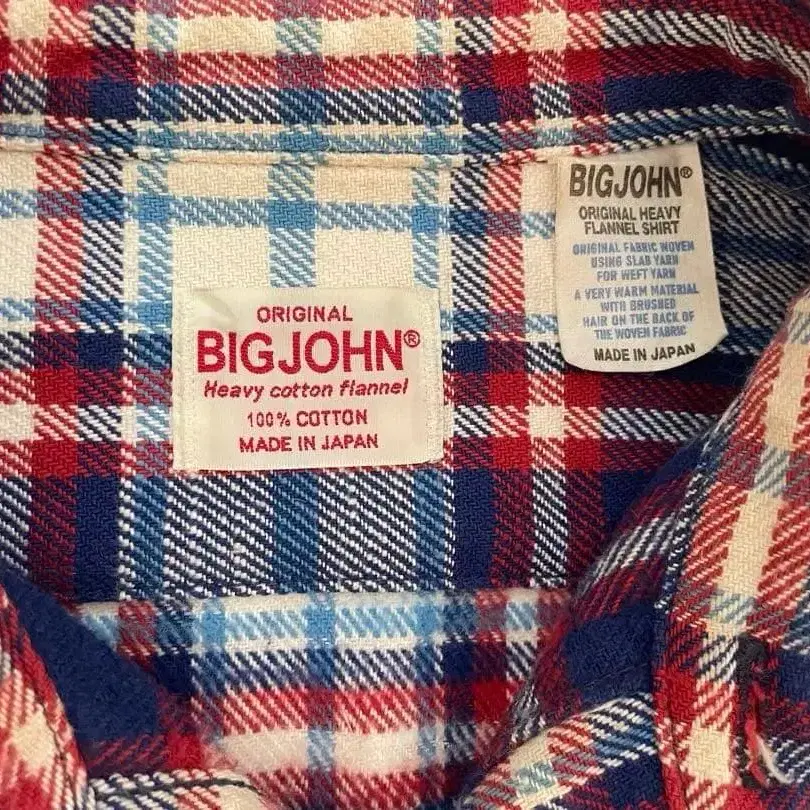 ORIGINAL
BIGJOHN®
Heavy cotton flannel
100% COTTON
MADE IN JAPAN
BIGJOHN®
ORIGINAL HEAVY
FLANNEL SHIRT
ORIGINAL FABRIC WOVEN
USING SLAB YARN
FOR WEFT YARN
A VERY WARM MATERIAL
WITH BRUSHED
HAIR ON THE BACK OF
THE WOVEN FABRIC
MADE IN JAPAN